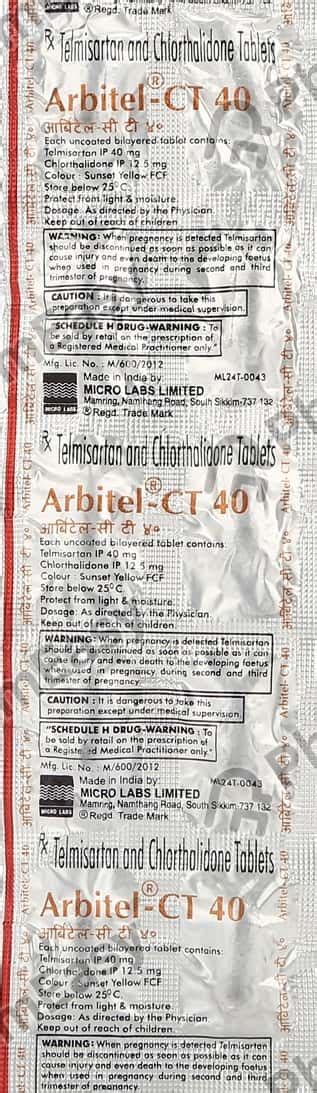 MICRO LABS
®Regd. Trade Mark
Rx Telmisartan and Chlorthalidone Tablets
Arbitel®-CT 40
आर्बिटेल-सी टी ४०
Each uncoated bilayered tablet contains:
Telmisartan IP 40 mg
Chlorthalidone IP 12.5 mg
Colour : Sunset Yellow FCF
Store below 25°C.
Protect from light & moisture.
Dosage: As directed by the Physician.
Keep out of reach of children.
WARNING: When pregnancy is detected Telmisartan
should be discontinued as soon as possible as it can
cause injury and even death to the developing foetus
when used in pregnancy during second and third
trimester of pregnancy.
CAUTION : It is dangerous to take this
preparation except under medical supervision.
"SCHEDULE H DRUG-WARNING : To
be sold by retail on the prescription of
a Registered Medical Practitioner only."
Mfg. Lic. No. : M/600/2012
Made in India by: ML24T-0043
MICRO LABS LIMITED
Mamring, Namthang Road, South Sikkim-737 132
MICRO LABS
®Regd. Trade Mark
Rx Telmisartan and Chlorthalidone Tablets
Arbitel®-CT 40
आर्बिटेल-सी टी ४०
Each uncoated bilayered tablet contains:
Telmisartan IP 40 mg
Chlorthalidone IP 12.5 mg
Colour : Sunset Yellow FCF
Store below 25°C.
Protect from light & moisture.
Dosage: As directed by the Physician.
Keep out of reach of children.
WARNING: When pregnancy is detected Telmisartan
should be discontinued as soon as possible as it can
cause injury and even death to the developing foetus
when used in pregnancy during second and third
trimester of pregnancy.
CAUTION : It is dangerous to take this
preparation except under medical supervision.
"SCHEDULE H DRUG-WARNING : To
be sold by retail on the prescription of
a Registered Medical Practitioner only."
Mfg. Lic. No. : M/600/2012
Made in India by: ML24T-0043
MICRO LABS LIMITED
Mamring, Namthang Road, South Sikkim-737 132
MICRO LABS
®Regd. Trade Mark
Rx Telmisartan and Chlorthalidone Tablets
Arbitel®-CT 40
आर्बिटेल-सी टी ४०
Each uncoated bilayered tablet contains:
Telmisartan IP 40 mg
Chlorthalidone IP 12.5 mg
Colour : Sunset Yellow FCF
Store below 25°C.
Protect from light & moisture.
Dosage: As directed by the Physician.
Keep out of reach of children.
WARNING: When pregnancy is detected Telmisartan
should be discontinued as soon as possible as it can
cause injury and even death to the developing foetus
when used in pregnancy during second and third
trimester of pregnancy.